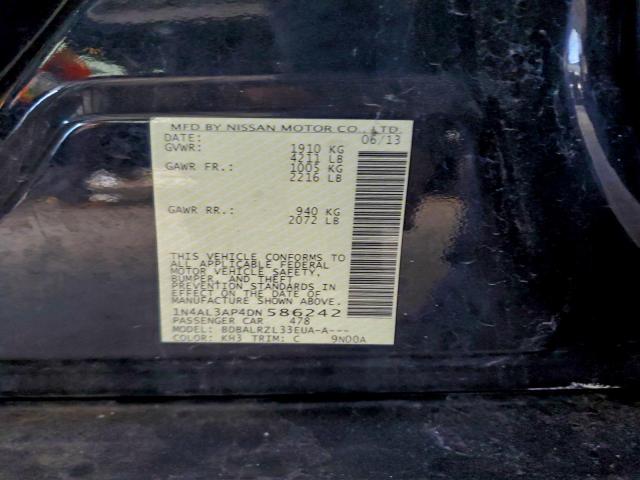 MFD BY NISSAN MOTOR CO., LTD.
DATE: 06/13
GVWR: 1910 KG
4211 LB
GAWR FR.: 1005 KG
2216 LB
GAWR RR.: 940 KG
2072 LB
THIS VEHICLE CONFORMS TO
ALL APPLICABLE FEDERAL
MOTOR VEHICLE SAFETY,
BUMPER, AND THEFT
PREVENTION STANDARDS IN
EFFECT ON THE DATE OF
MANUFACTURE SHOWN ABOVE.
1N4AL3AP4DN586242
PASSENGER CAR 478
MODEL: BDBALRZL33EUA-A---
COLOR: KH3 TRIM: C 9N00A